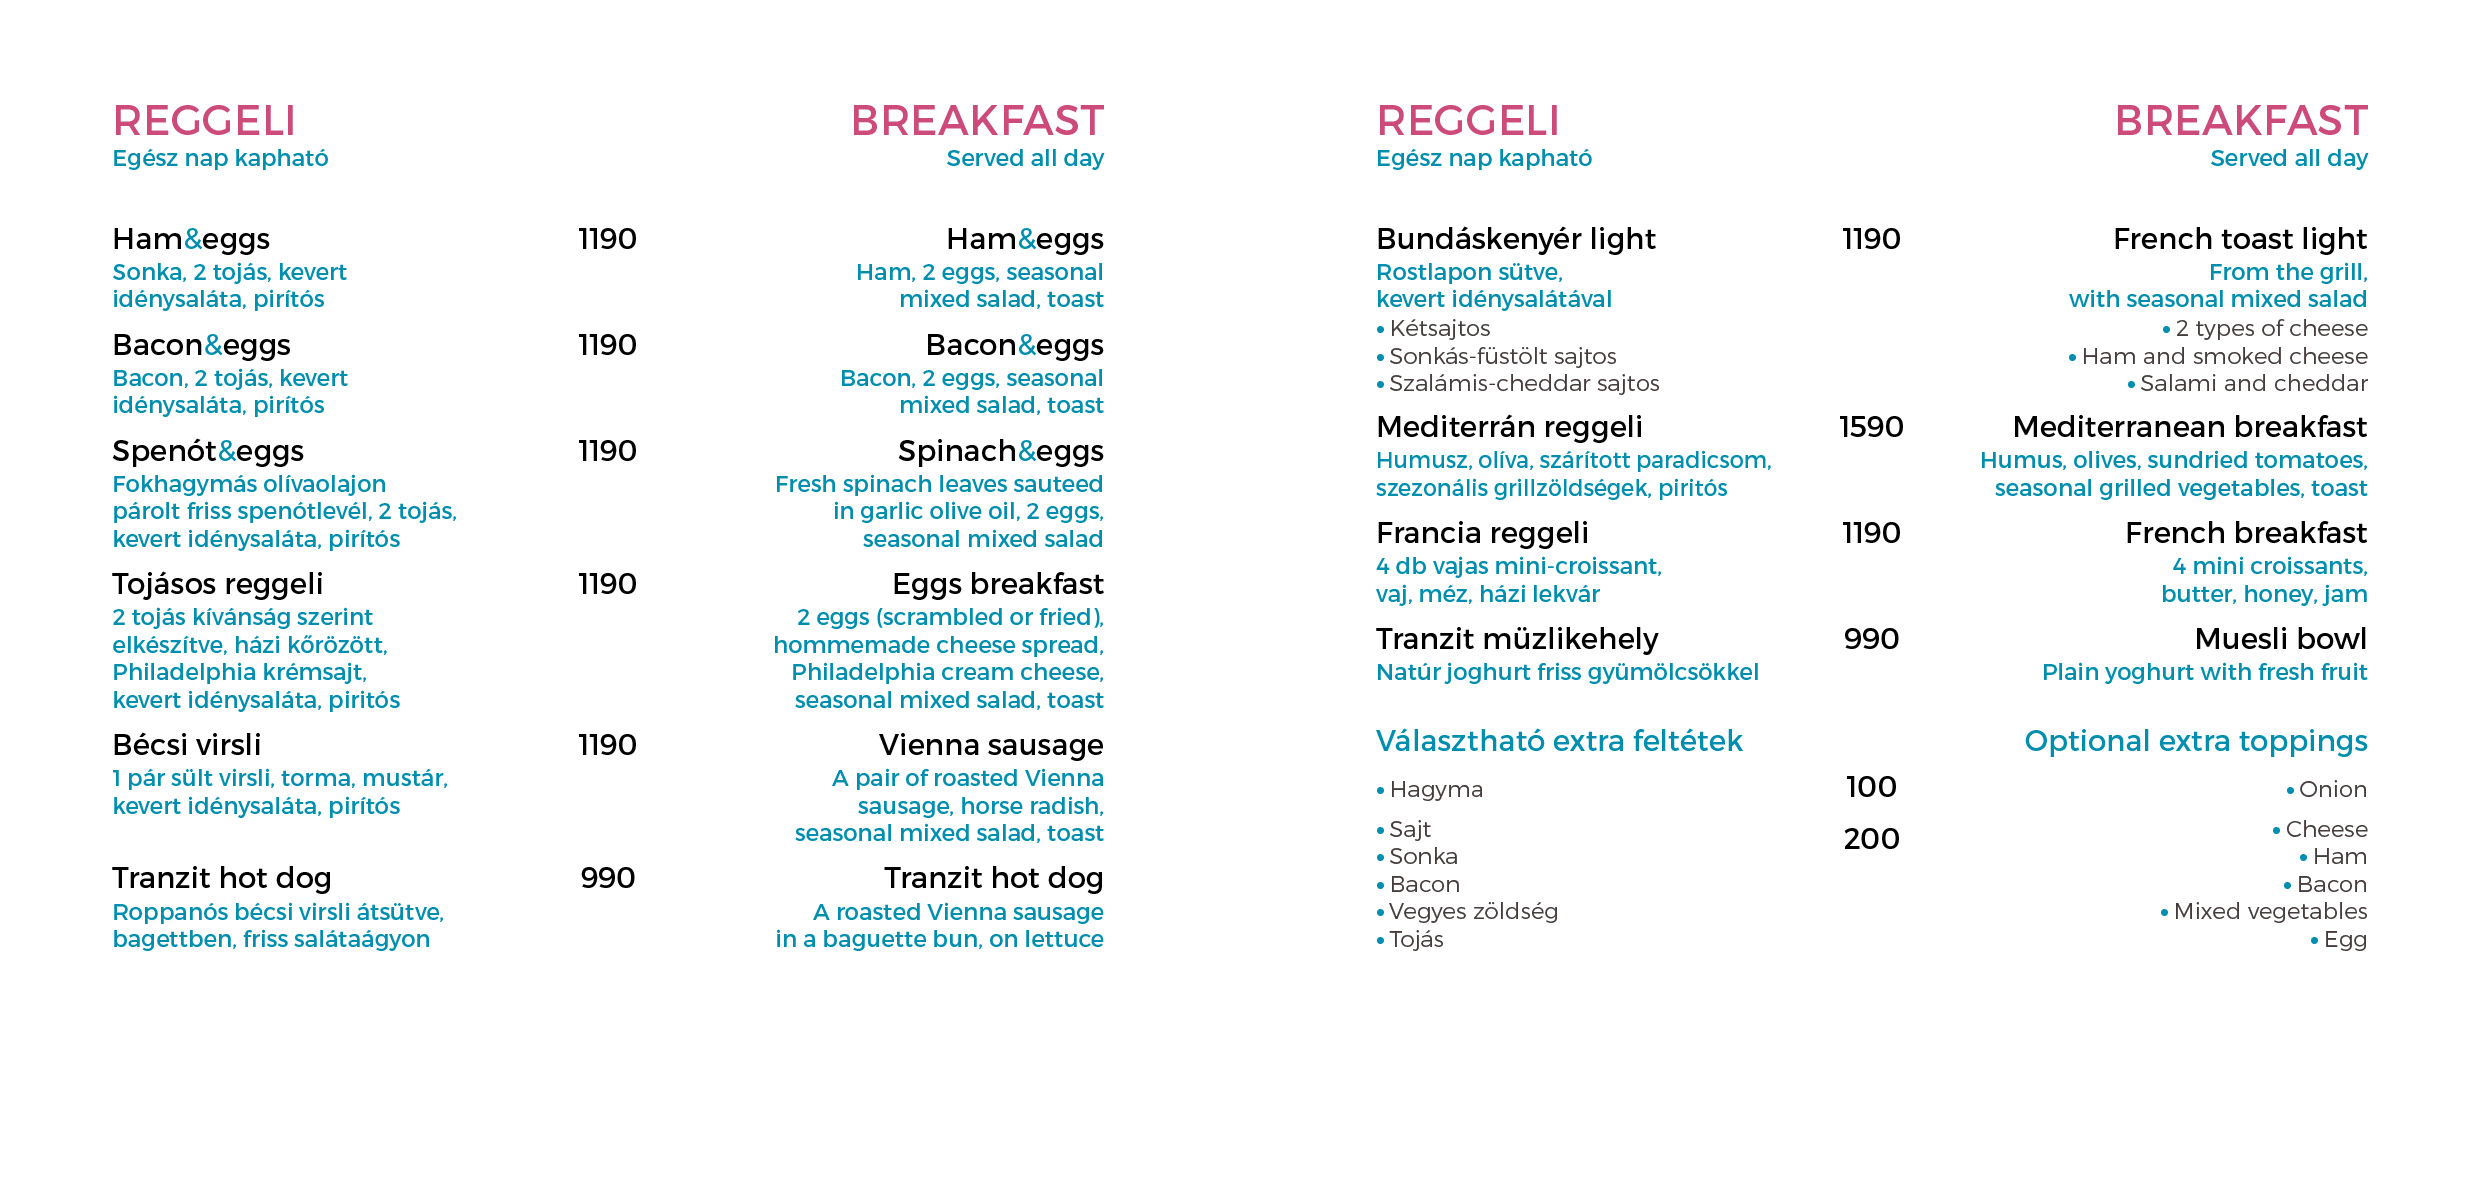 REGGELI
Egész nap kapható
BREAKFAST
Served all day
Ham&eggs 1190 Ham&eggs
Sonka, 2 tojás, kevert
idénysaláta, pirítós
Ham, 2 eggs, seasonal
mixed salad, toast
Bacon&eggs 1190 Bacon&eggs
Bacon, 2 tojás, kevert
idénysaláta, pirítós
Bacon, 2 eggs, seasonal
mixed salad, toast
Spenót&eggs 1190 Spinach&eggs
Fokhagymás olívaolajon
párolt friss spenótlevél, 2 tojás,
kevert idénysaláta, pirítós
Fresh spinach leaves sauteed
in garlic olive oil, 2 eggs,
seasonal mixed salad
Tojásos reggeli 1190 Eggs breakfast
2 tojás kívánság szerint
elkészítve, házi kőrözött,
Philadelphia krémsajt,
kevert idénysaláta, piritós
2 eggs (scrambled or fried),
hommemade cheese spread,
Philadelphia cream cheese,
seasonal mixed salad, toast
Bécsi virsli 1190 Vienna sausage
1 pár sült virsli, torma, mustár,
kevert idénysaláta, pirítós
A pair of roasted Vienna
sausage, horse radish,
seasonal mixed salad, toast
Tranzit hot dog 990 Tranzit hot dog
Roppanós bécsi virsli átsütve,
bagettben, friss salátaágyon
A roasted Vienna sausage
in a baguette bun, on lettuce
REGGELI
Egész nap kapható
BREAKFAST
Served all day
Bundáskenyér light 1190 French toast light
Rostlapon sütve,
kevert idénysalátával
• Kétsajtos
• Sonkás-füstölt sajtos
• Szalámis-cheddar sajtos
From the grill,
with seasonal mixed salad
• 2 types of cheese
• Ham and smoked cheese
• Salami and cheddar
Mediterrán reggeli 1590 Mediterranean breakfast
Humusz, olíva, szárított paradicsom,
szezonális grillzöldségek, piritós
Humus, olives, sundried tomatoes,
seasonal grilled vegetables, toast
Francia reggeli 1190 French breakfast
4 db vajas mini-croissant,
vaj, méz, házi lekvár
4 mini croissants,
butter, honey, jam
Tranzit müzlikehely 990 Muesli bowl
Natúr joghurt friss gyümölcsökkel
Plain yoghurt with fresh fruit
Választható extra feltétek Optional extra toppings
• Hagyma 100 • Onion
• Sajt 200 • Cheese
• Sonka • Ham
• Bacon • Bacon
• Vegyes zöldség • Mixed vegetables
• Tojás • Egg